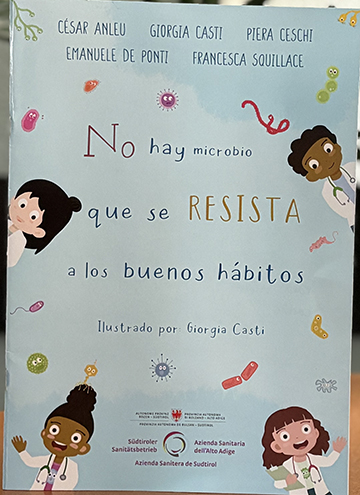 CÉSAR ANLEU GIORGIA CASTI PIERA CESCHI
EMANUELE DE PONTI FRANCESCA SQUILLACE
No hay microbio
que se RESISTA
a los buenos hábitos
Ilustrado por: Giorgia Casti
AUTONOME PROVINZ BOZEN - SÜDTIROL
PROVINCIA AUTONOMA DI BOLZANO - ALTO ADIGE
PROVINZIA AUTONOMA DE BULSAN - SÜDTIROL
Südtiroler Sanitätsbetrieb
Azienda Sanitaria dell'Alto Adige
Azienda Sanitera de Sudtirol